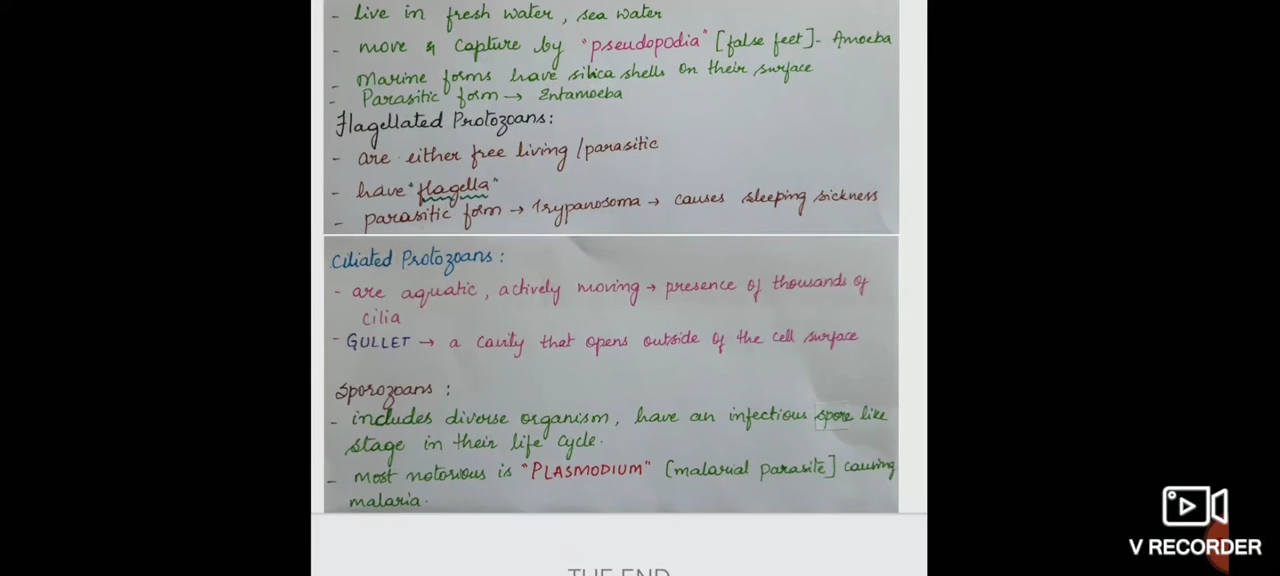 - live in fresh water, sea water
- move & capture by "pseudopodia" [false feet]- Amoeba
- Marine forms have silica shells on their surface
- Parasitic form → Entamoeba
Flagellated Protozoans:
- are either free living/parasitic
- have "flagella"
- parasitic form → Trypanosoma → causes sleeping sickness
Ciliated Protozoans:
- are aquatic, actively moving → presence of thousands of
cilia
- GULLET → a cavity that opens outside of the cell surface
Sporozoans:
- includes diverse organism, have an infectious spore like
stage in their life cycle.
- most notorious is "PLASMODIUM" [malarial parasite] causing
malaria.
THE END
V RECORDER